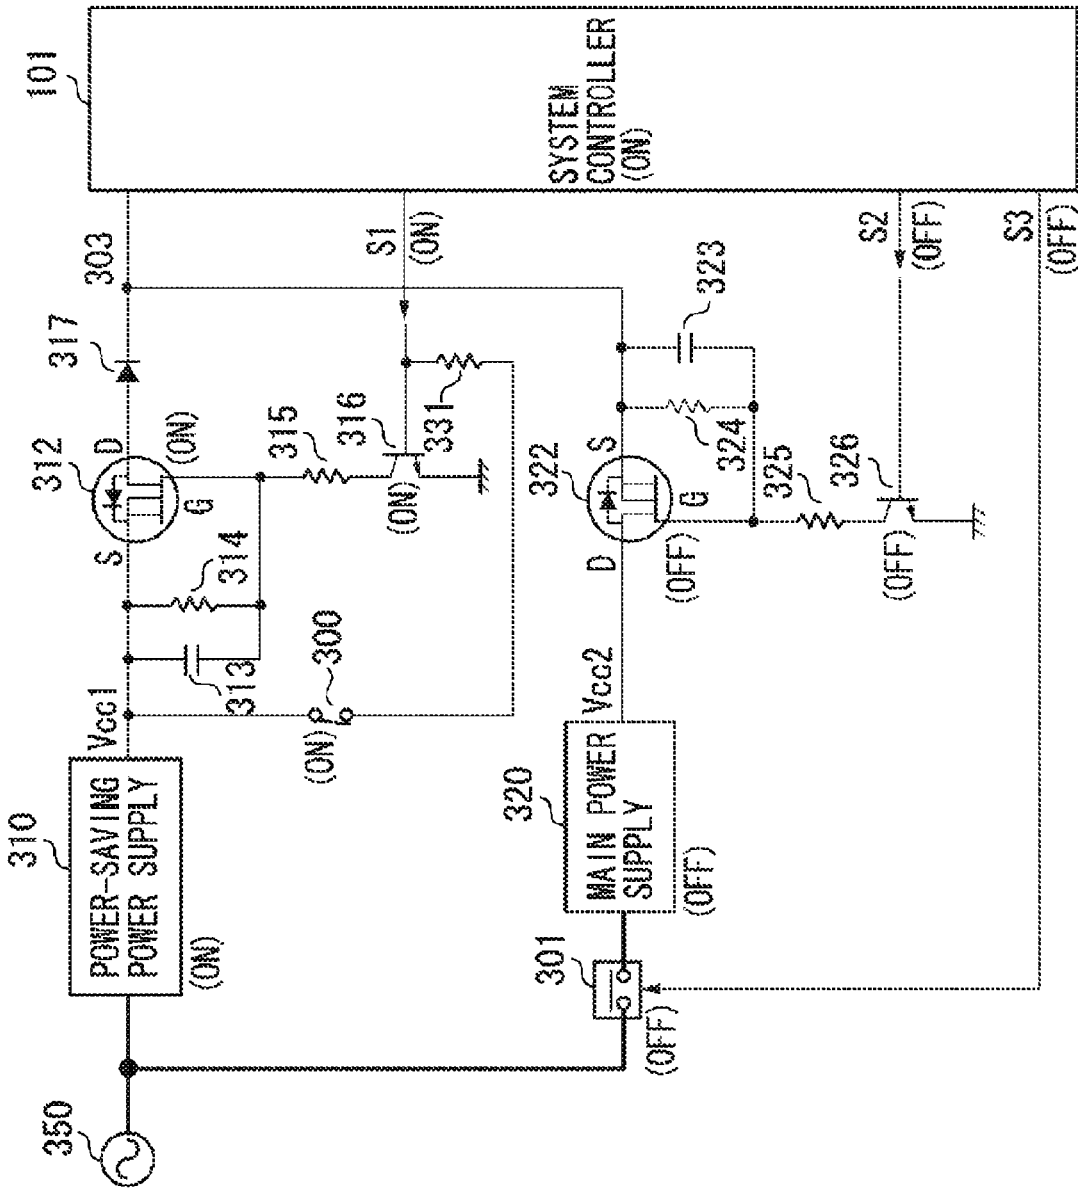 350
310
POWER-SAVING
POWER SUPPLY
(ON)
Vcc1
313
314
S
312
D
G
(ON)
317
303
101
300
(ON)
315
316
(ON)
331
S1
(ON)
SYSTEM
CONTROLLER
(ON)
301
(OFF)
320
MAIN POWER
SUPPLY
(OFF)
Vcc2
D
322
S
G
(OFF)
323
324
325
326
(OFF)
S2
(OFF)
S3
(OFF)